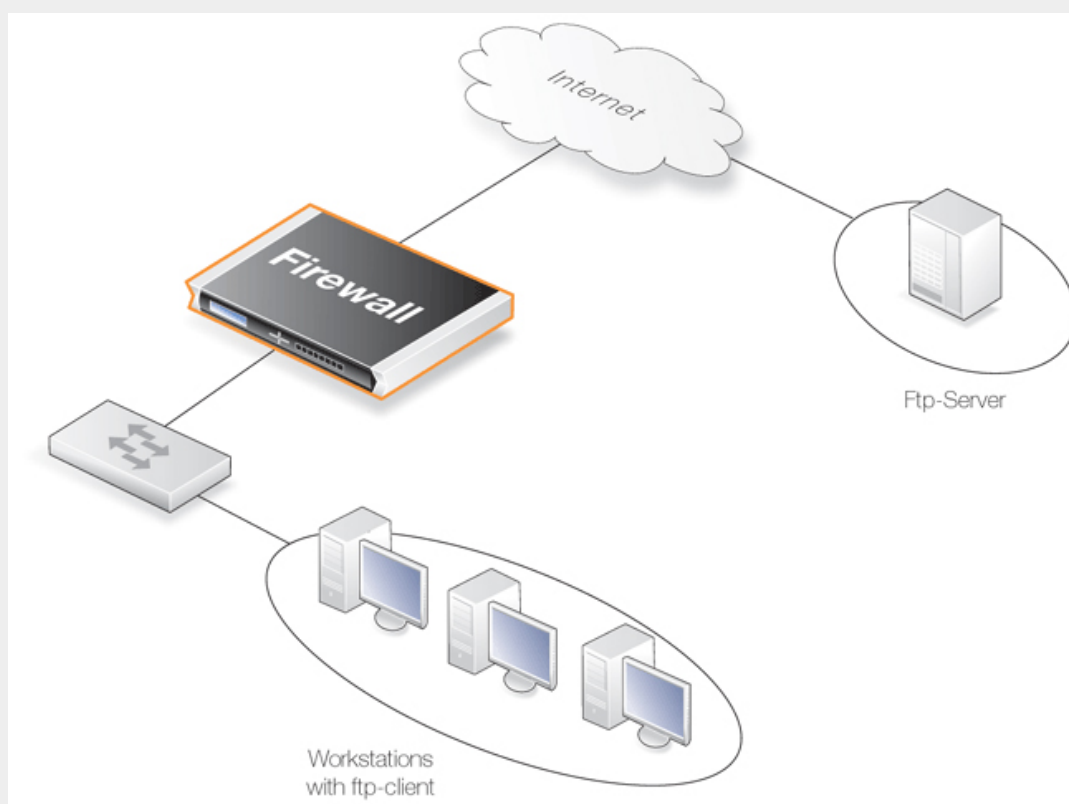 Internet
Firewall
Ftp-Server
Workstations
with ftp-client